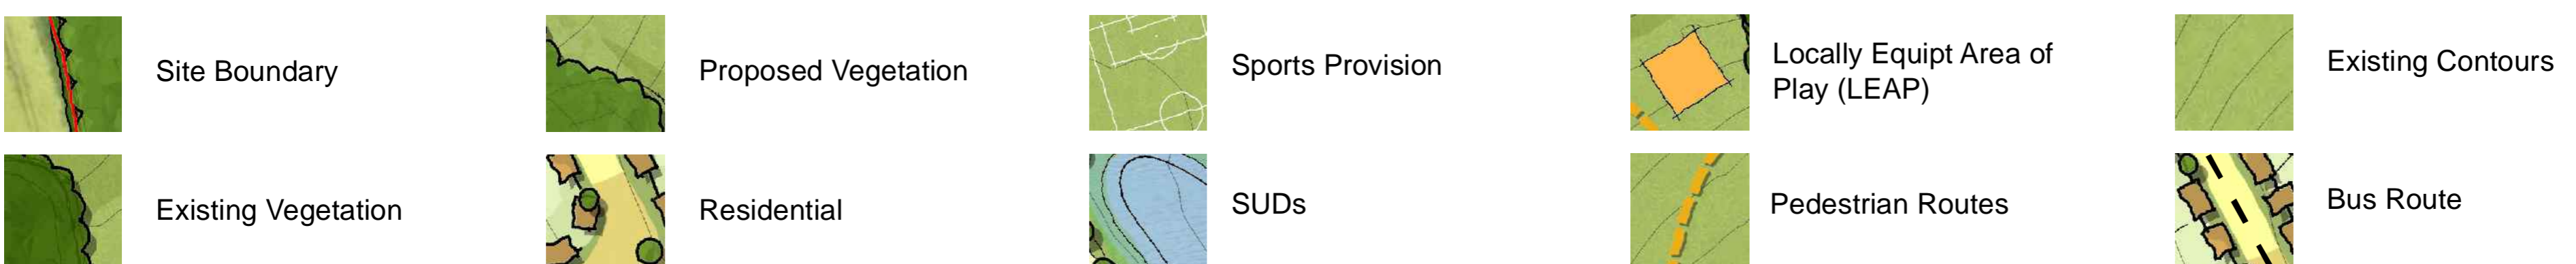 Site Boundary
Proposed Vegetation
Sports Provision
Locally Equipt Area of
Play (LEAP)
Existing Contours
Existing Vegetation
Residential
SUDs
Pedestrian Routes
Bus Route